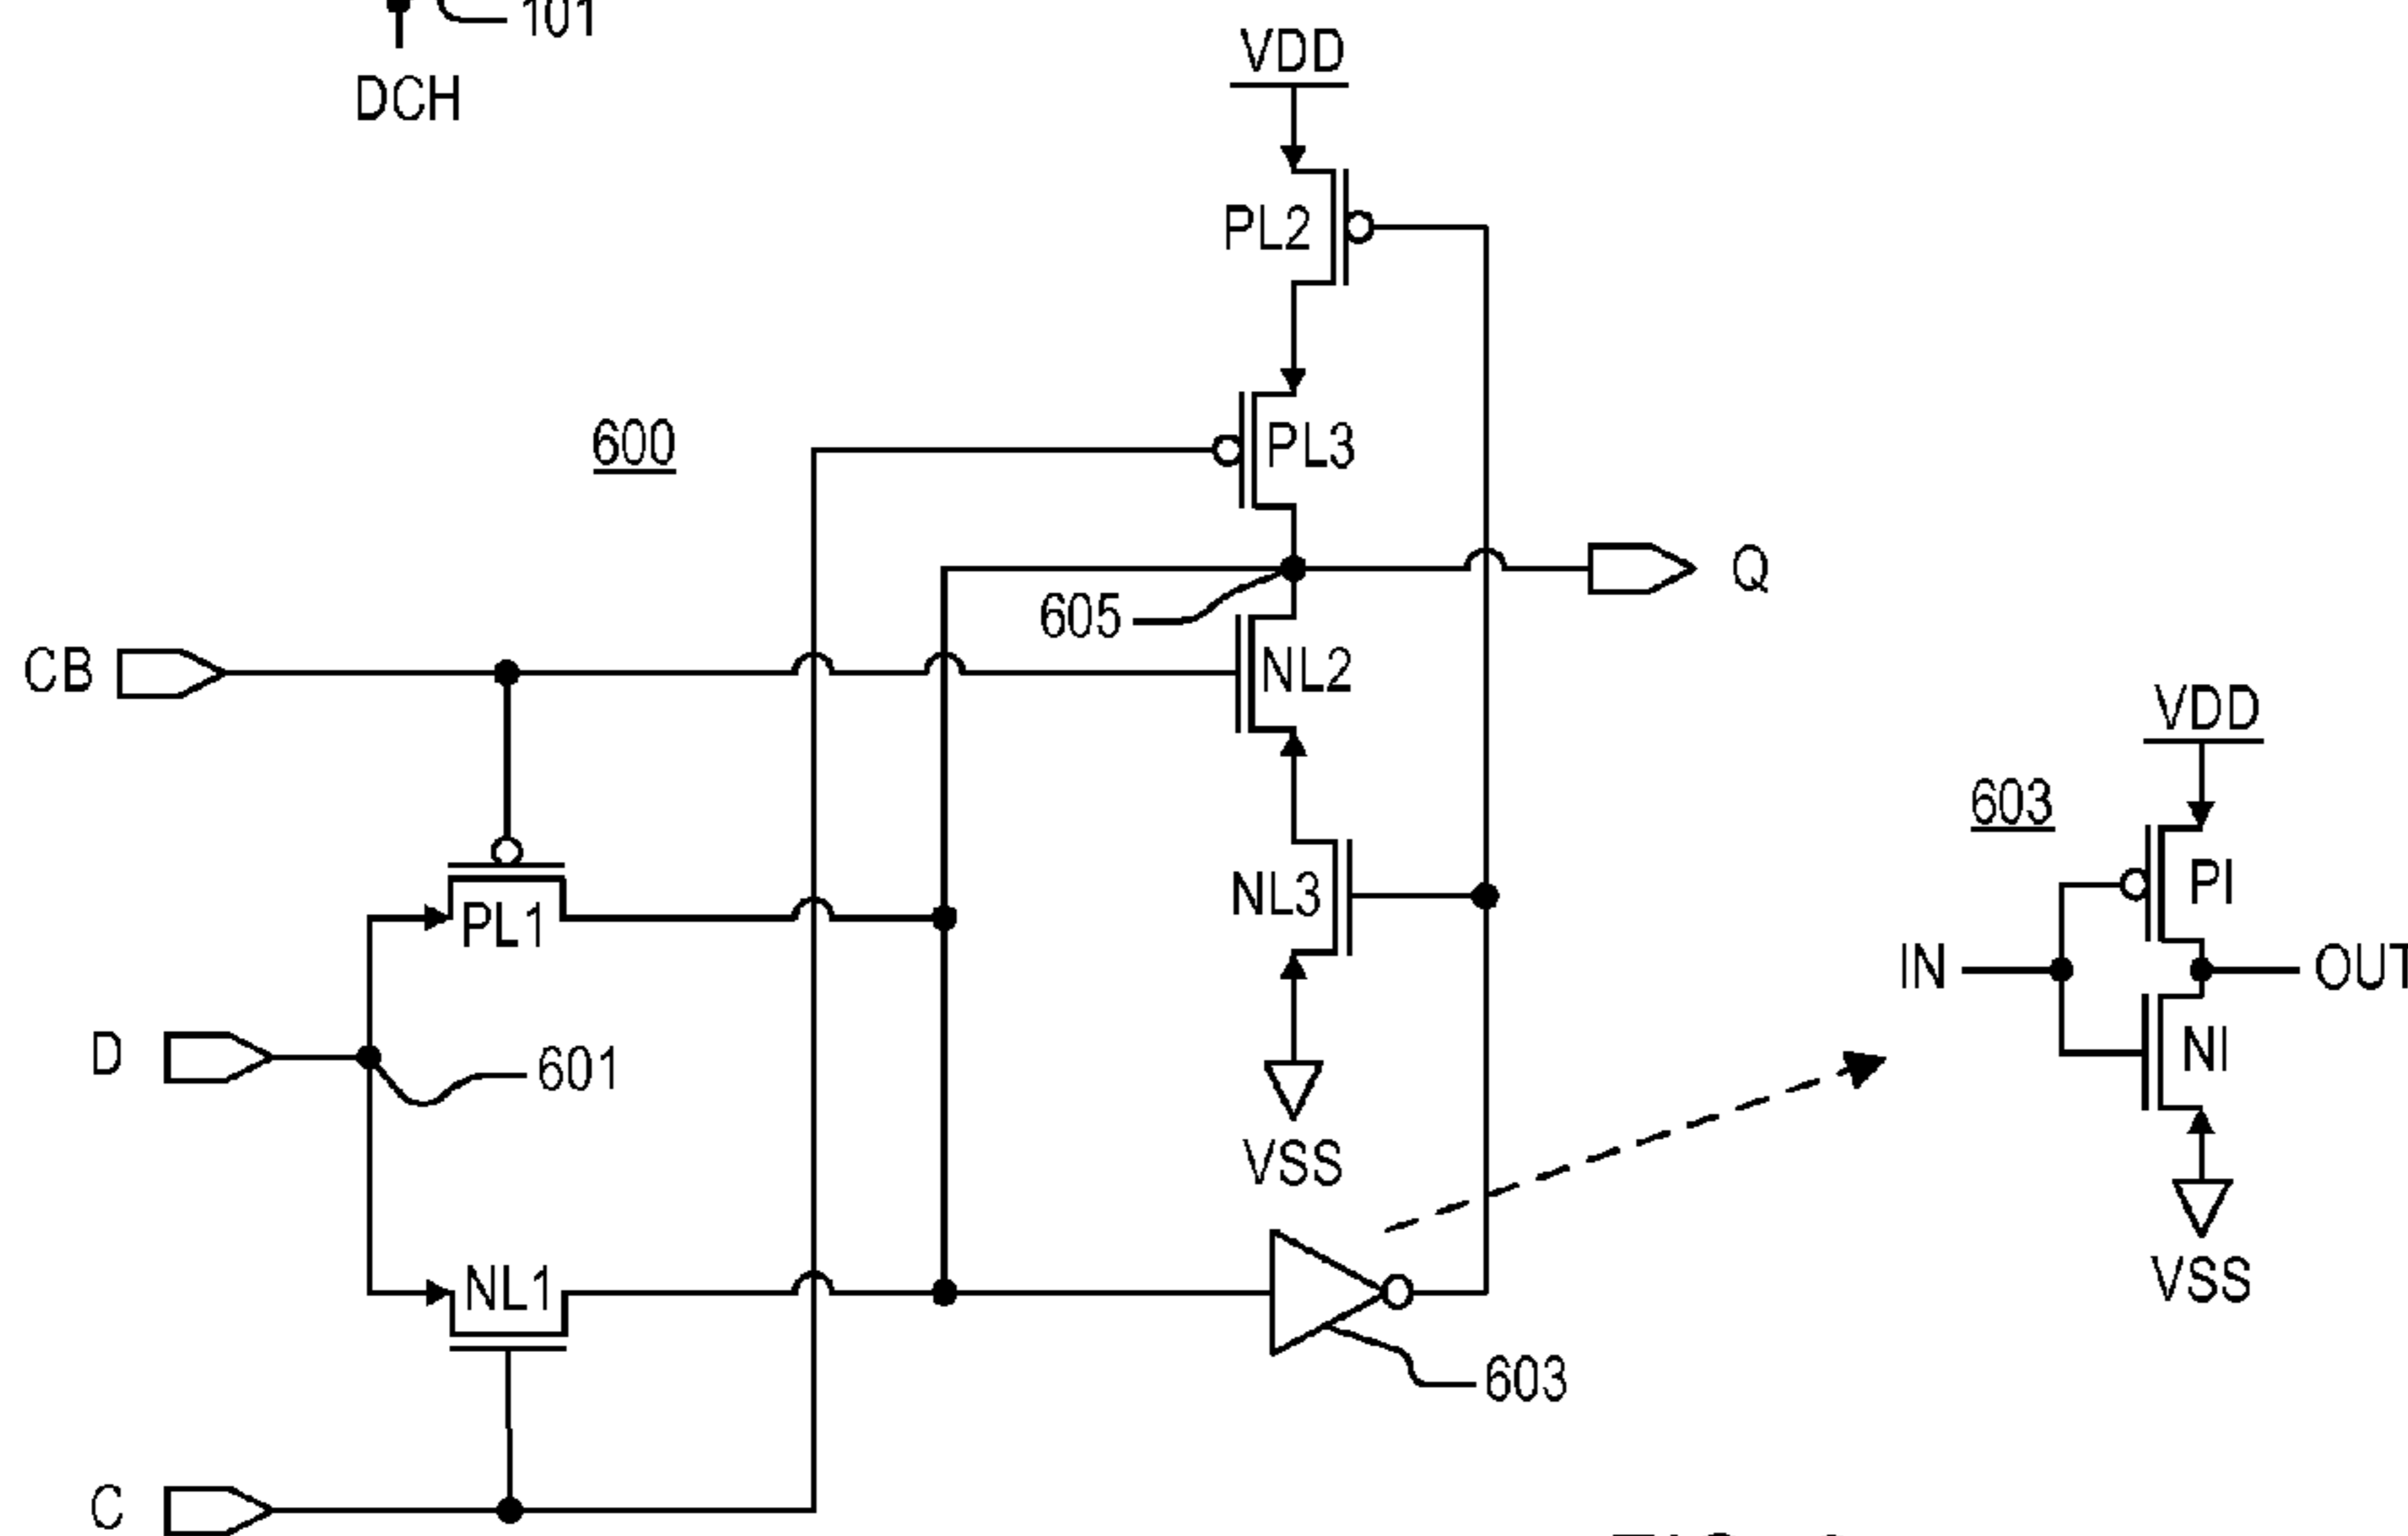 101
DCH
VDD
PL2
600
PL3
Q
605
CB
NL2
VDD
603
PL1
NL3
PI
IN
OUT
D
601
NI
VSS
NL1
VSS
603
C